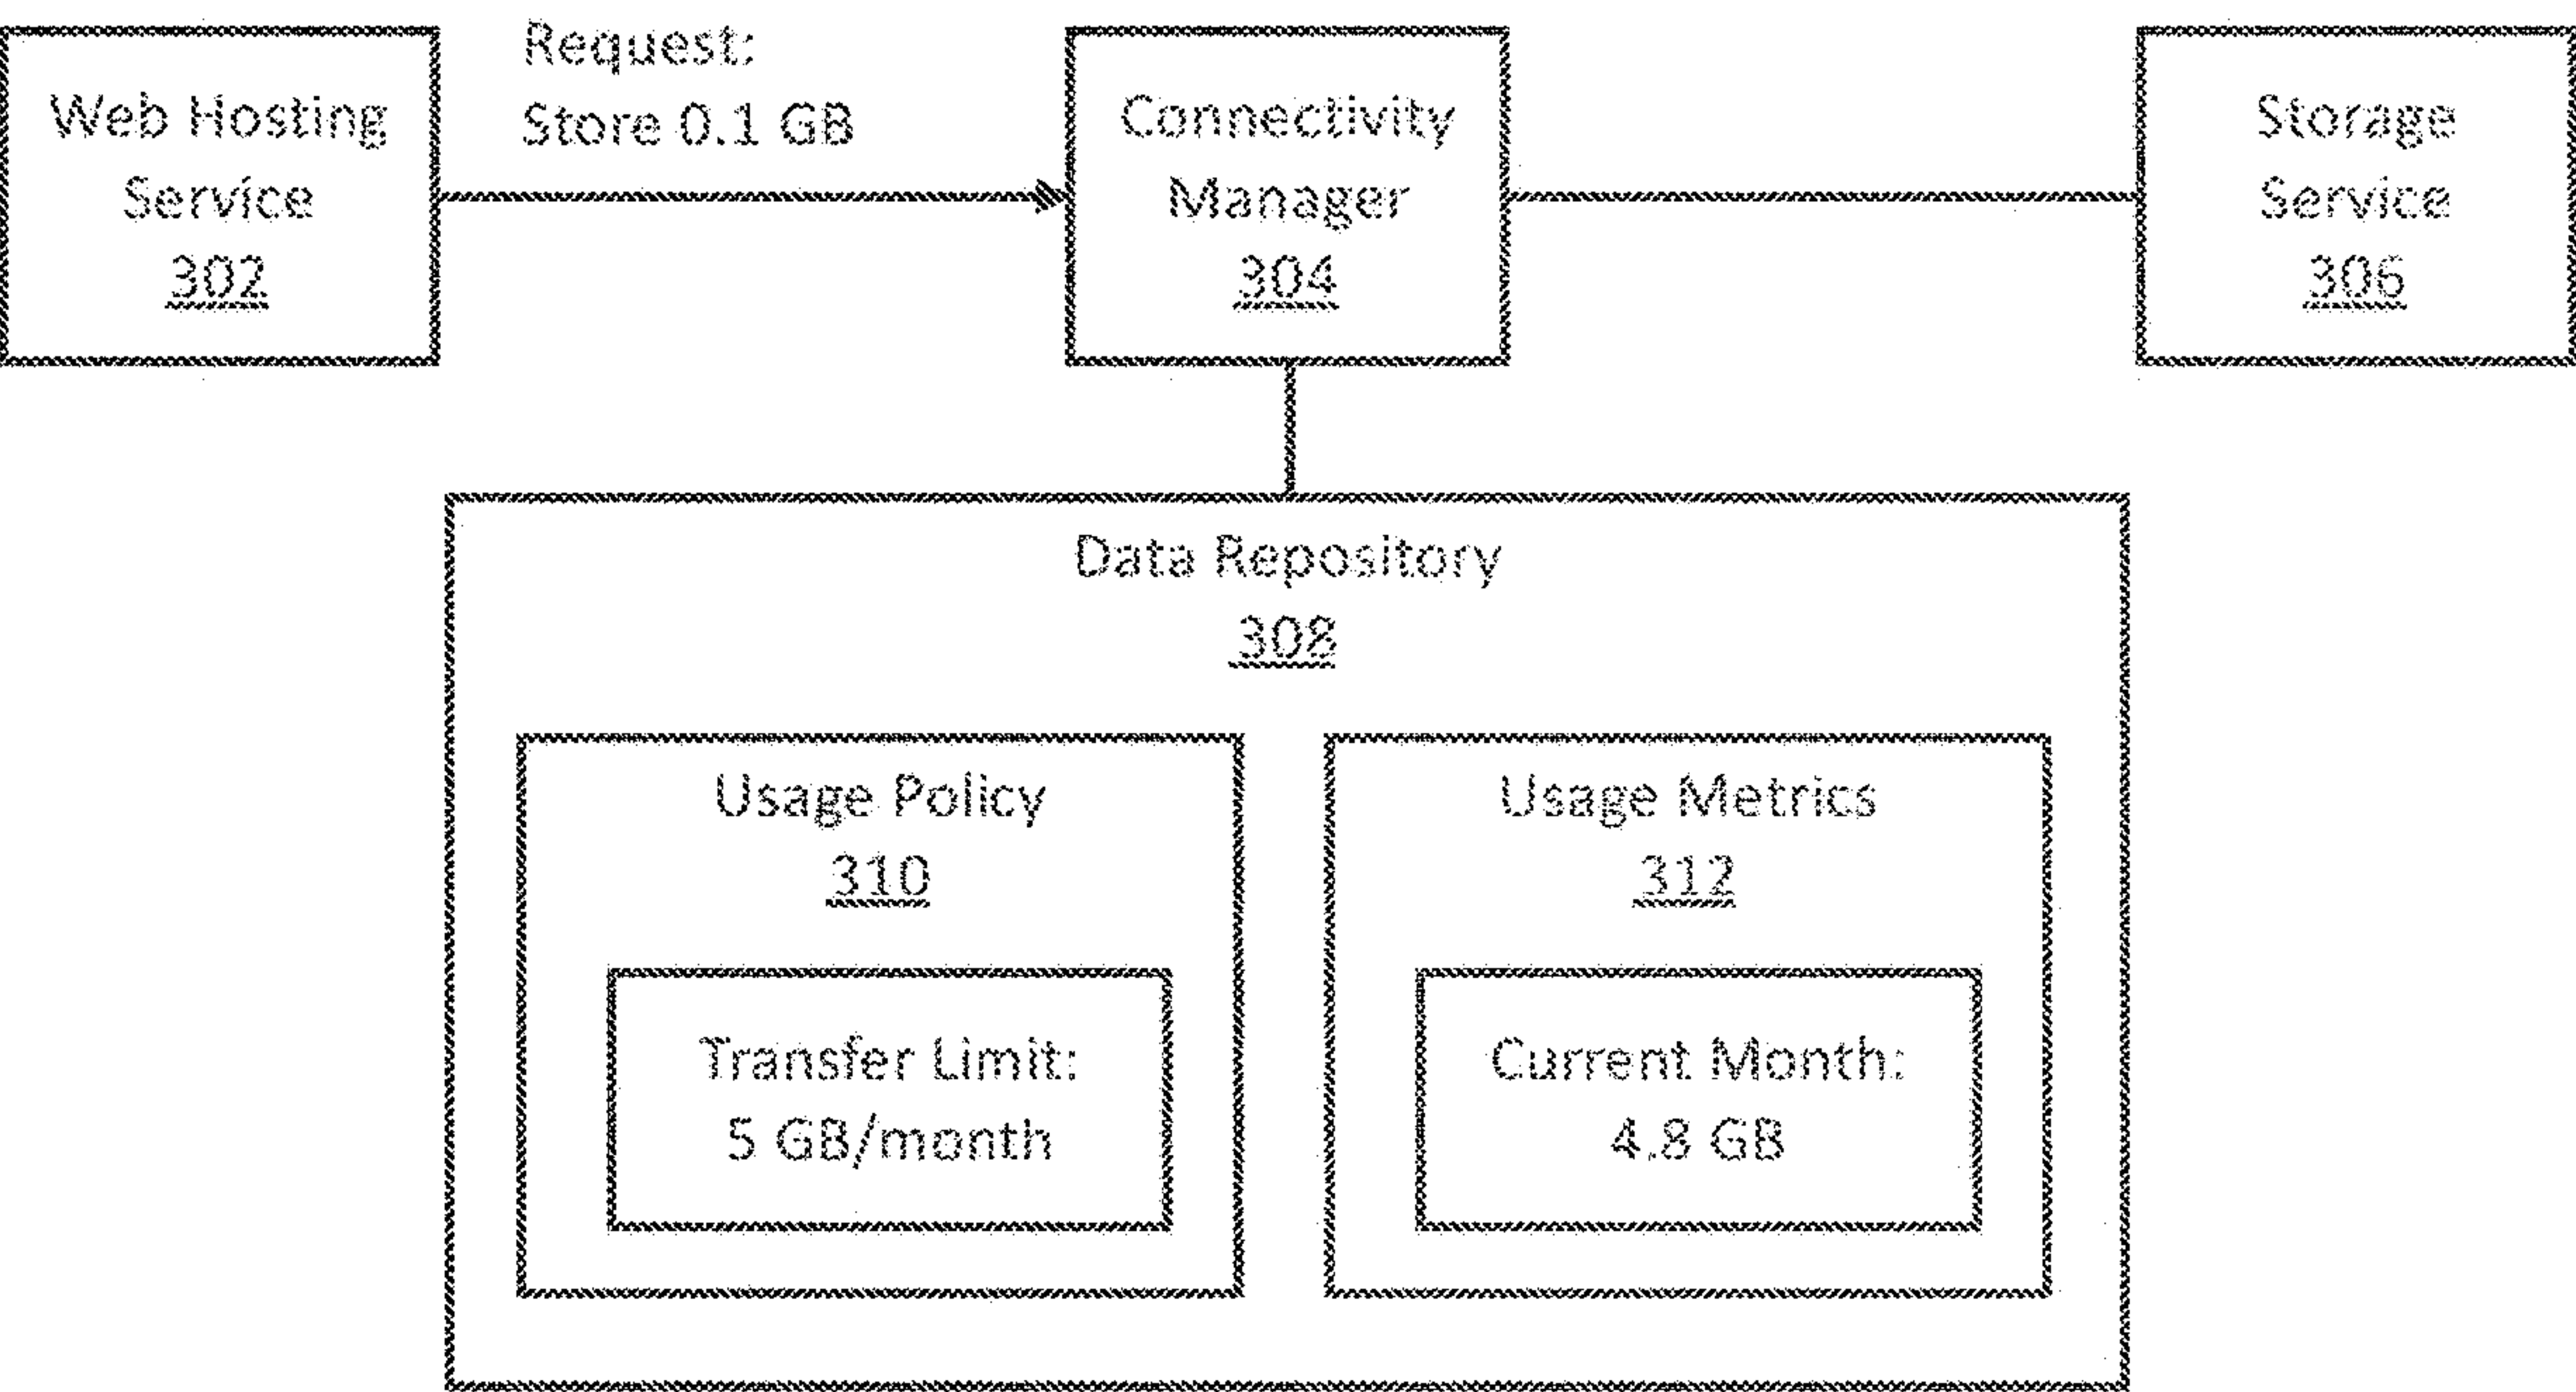 Web Hosting
Service
302
Request:
Store 0.1 GB
Connectivity
Manager
304
Storage
Service
306
Data Repository
308
Usage Policy
310
Transfer Limit:
5 GB/month
Usage Metrics
312
Current Month:
4.8 GB